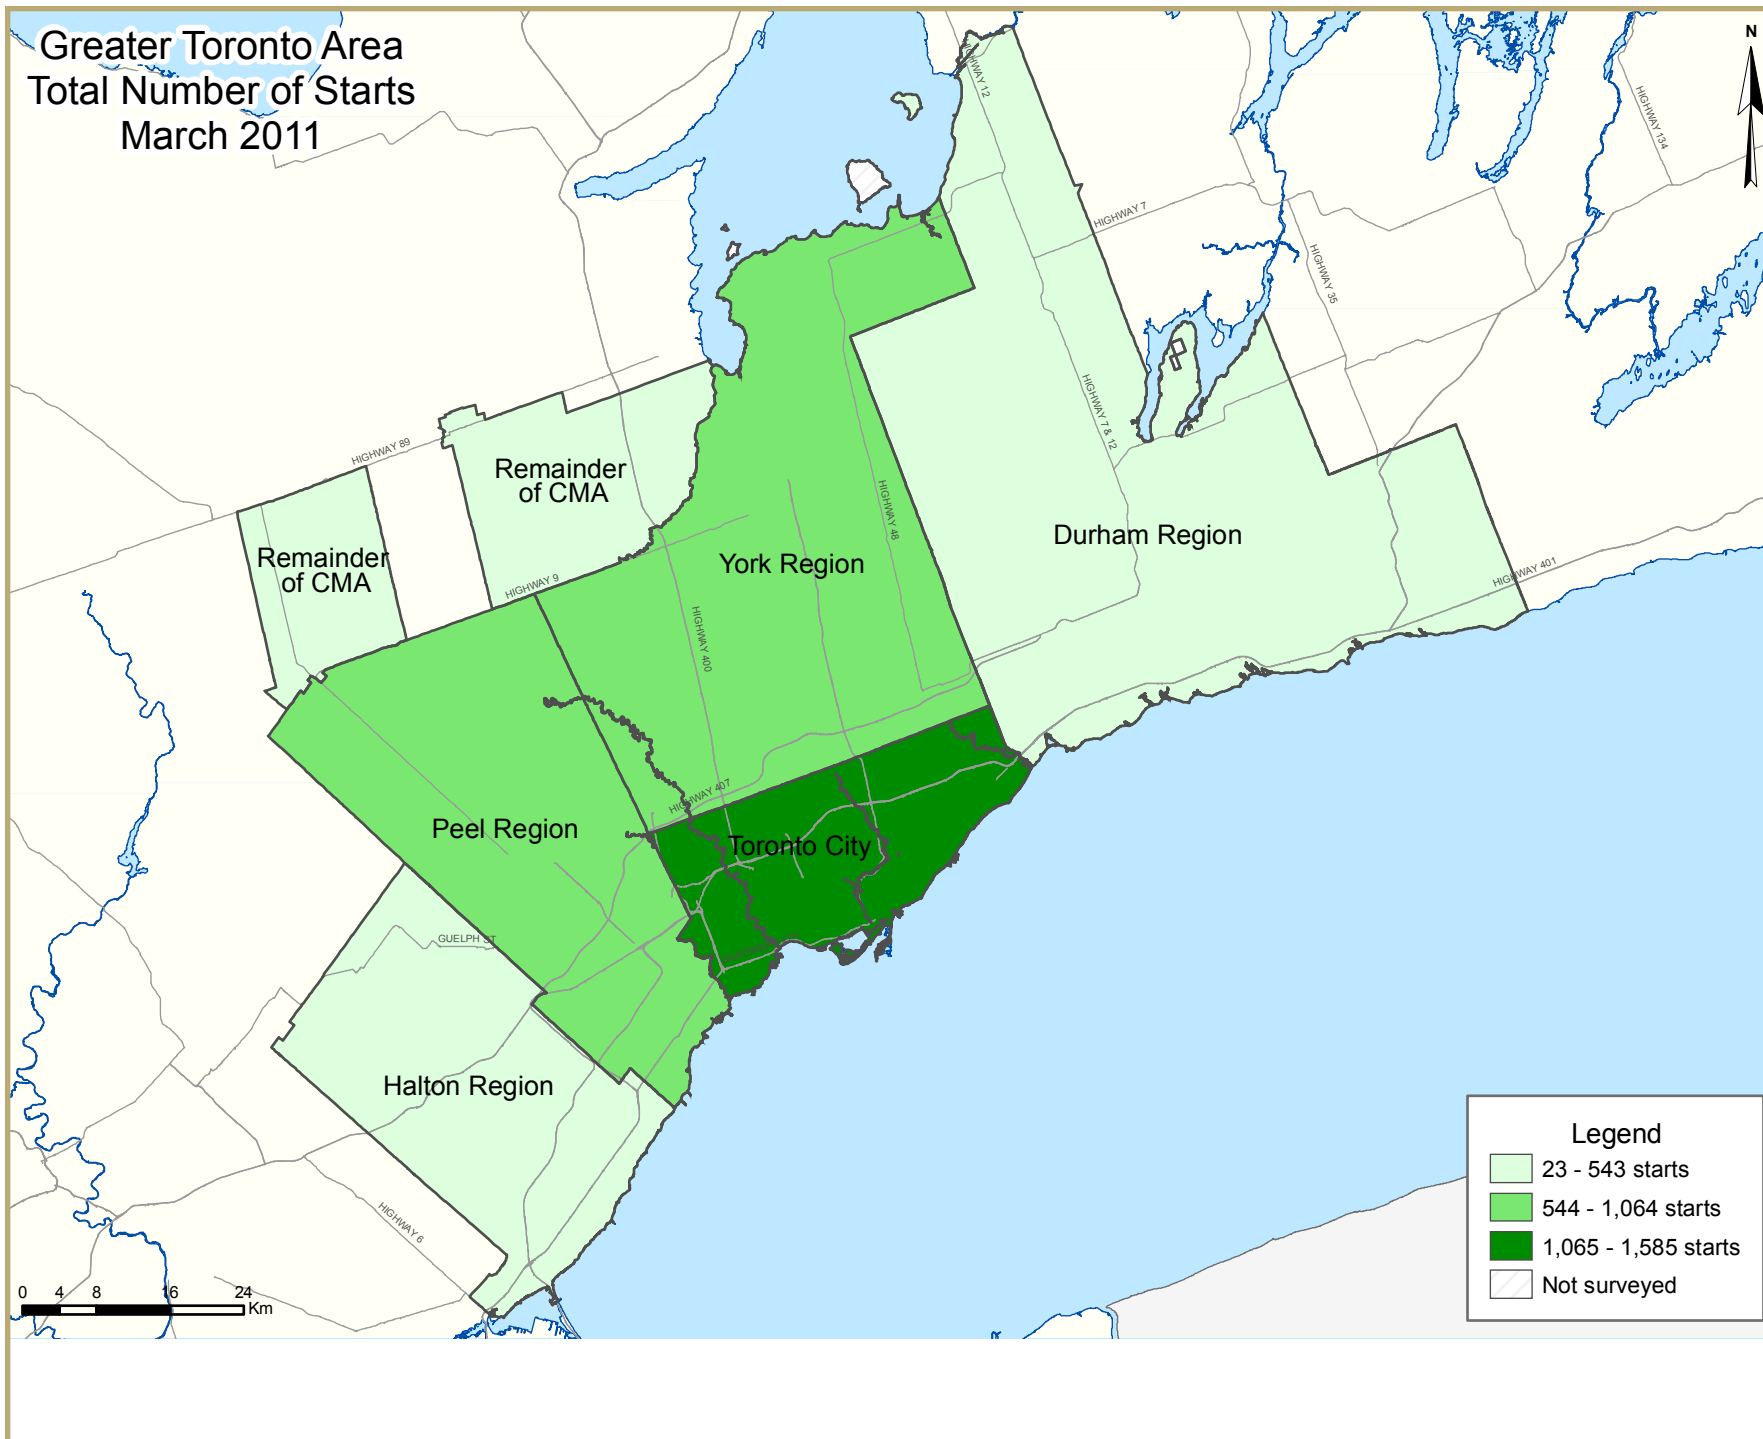 Greater Toronto Area
Total Number of Starts
March 2011
N
HIGHWAY 12
HIGHWAY 134
HIGHWAY 7
HIGHWAY 35
HIGHWAY 7 & 12
HIGHWAY 89
Remainder
of CMA
HIGHWAY 48
Durham Region
Remainder
of CMA
York Region
HIGHWAY 9
HIGHWAY 401
HIGHWAY 400
HIGHWAY 407
Peel Region
Toronto City
GUELPH ST
Halton Region
HIGHWAY 6
Legend
23 - 543 starts
544 - 1,064 starts
1,065 - 1,585 starts
Not surveyed
0 4 8 16 24
Km